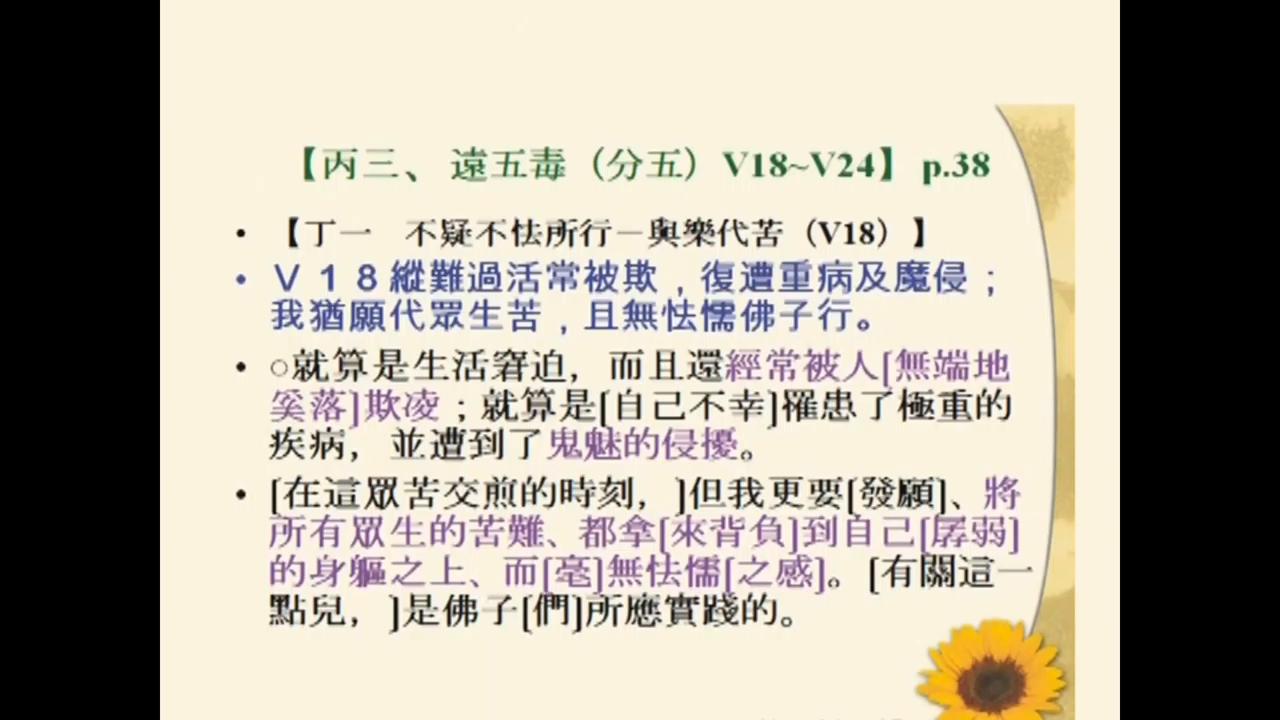 【丙三、 遠五毒（分五）V18~V24】 p.38
• 【丁一　不疑不怯所行－與樂代苦（V18）】
• Ｖ１８縱難過活常被欺，復遭重病及魔侵；
我猶願代眾生苦，且無怯懦佛子行。
• ○就算是生活窘迫，而且還經常被人[無端地
奚落]欺凌；就算是[自己不幸]罹患了極重的
疾病，並遭到了鬼魅的侵擾。
• [在這眾苦交煎的時刻，]但我更要[發願]、將
所有眾生的苦難、都拿[來背負]到自己[孱弱]
的身軀之上、而[毫]無怯懦[之感]。[有關這一
點兒，]是佛子[們]所應實踐的。